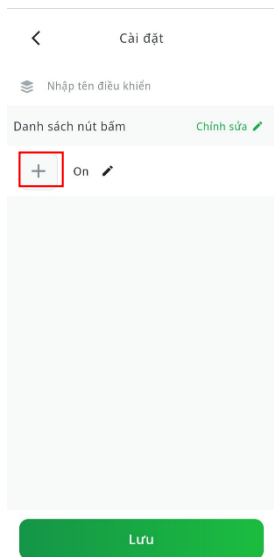 Cài đặt
Nhập tên điều khiển
Danh sách nút bấm Chỉnh sửa
On
Lưu